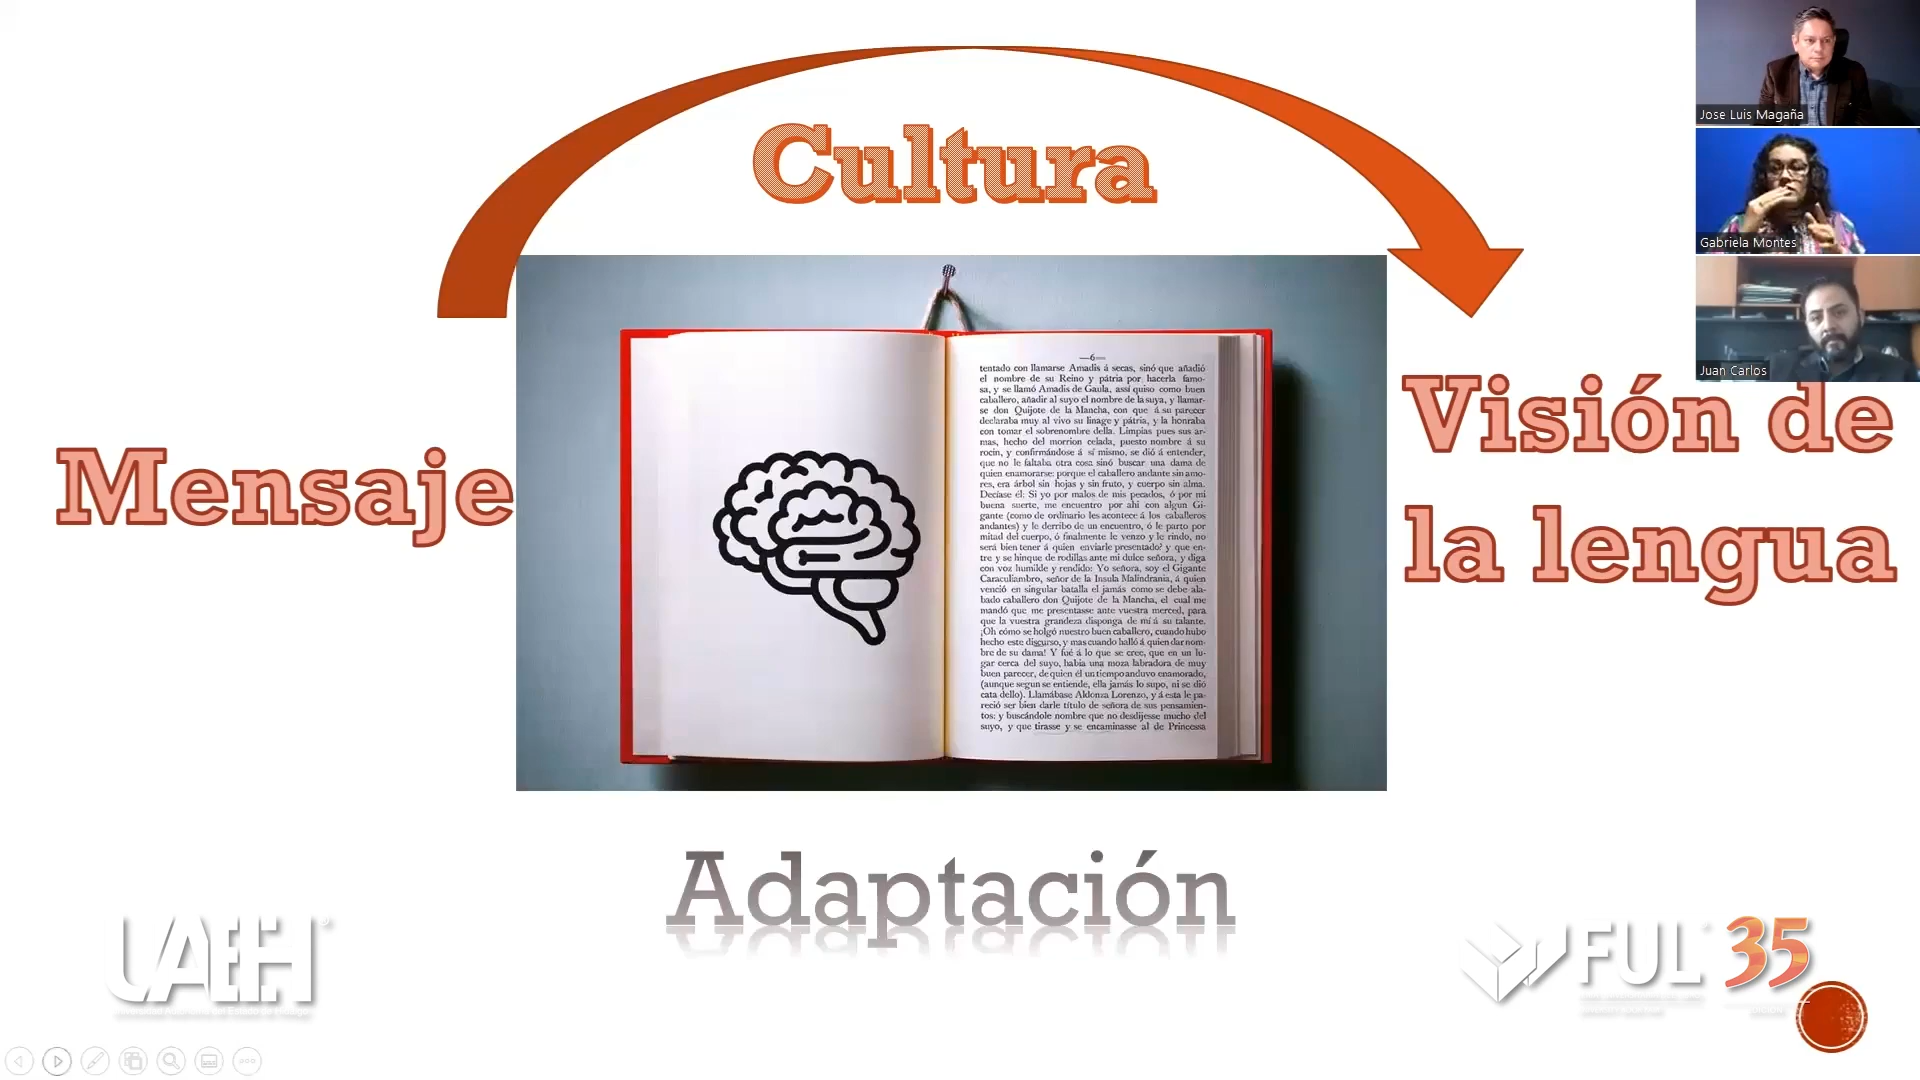 Cultura
Mensaje
Visión de
la lengua
Adaptación
—6—
tentado con llamarse Amadis á secas, sinó que añadió
el nombre de su Reino y pátria por hacerla famo-
sa, y se llamó Amadis de Gaula, assí quiso como buen
caballero, añadir al suyo el nombre de la suya, y llamar-
se don Quijote de la Mancha, con que á su parecer
declaraba muy al vivo su linage y pátria, y la honraba
con tomar el sobrenombre della. Limpias pues sus ar-
mas, hecho del morrion celada, puesto nombre á su
rocin, y confirmándose á sí mismo, se dió á entender,
que no le faltaba otra cosa sinó buscar una dama de
quien enamorarse: porque el caballero andante sin amo-
res, era árbol sin hojas y sin fruto, y cuerpo sin alma.
Decíase él: Si yo por malos de mis pecados, ó por mi
buena suerte, me encuentro por ahí con algun Gi-
gante (como de ordinario les acontece á los caballeros
andantes) y le derribo de un encuentro, ó le parto por
mitad del cuerpo, ó finalmente le venzo y le rindo, no
será bien tener á quien enviarle presentado? y que en-
tre y se hinque de rodillas ante mi dulce señora, y diga
con voz humilde y rendido: Yo señora, soy el Gigante
Caraculiambro, señor de la Insula Malindrania, á quien
venció en singular batalla el jamás como se debe ala-
bado caballero don Quijote de la Mancha, el cual me
mandó que me presentasse ante vuestra merced, para
que la vuestra grandeza disponga de mí á su talante.
¡Oh cómo se holgó nuestro buen caballero, cuando hubo
hecho este discurso, y mas cuando halló á quien dar nom-
bre de su dama! Y fué á lo que se cree, que en un lu-
gar cerca del suyo, habia una moza labradora de muy
buen parecer, de quien él un tiempo anduvo enamorado,
(aunque segun se entiende, ella jamás lo supo, ni se dió
cata dello). Llamábase Aldonza Lorenzo, y á esta le pa-
reció ser bien darle título de señora de sus pensamien-
tos: y buscándole nombre que no desdijesse mucho del
suyo, y que tirasse y se encaminasse al de Princessa
Jose Luis Magaña
Gabriela Montes
Juan Carlos
UAEH®
Universidad Autónoma del Estado de Hidalgo
FUL 35